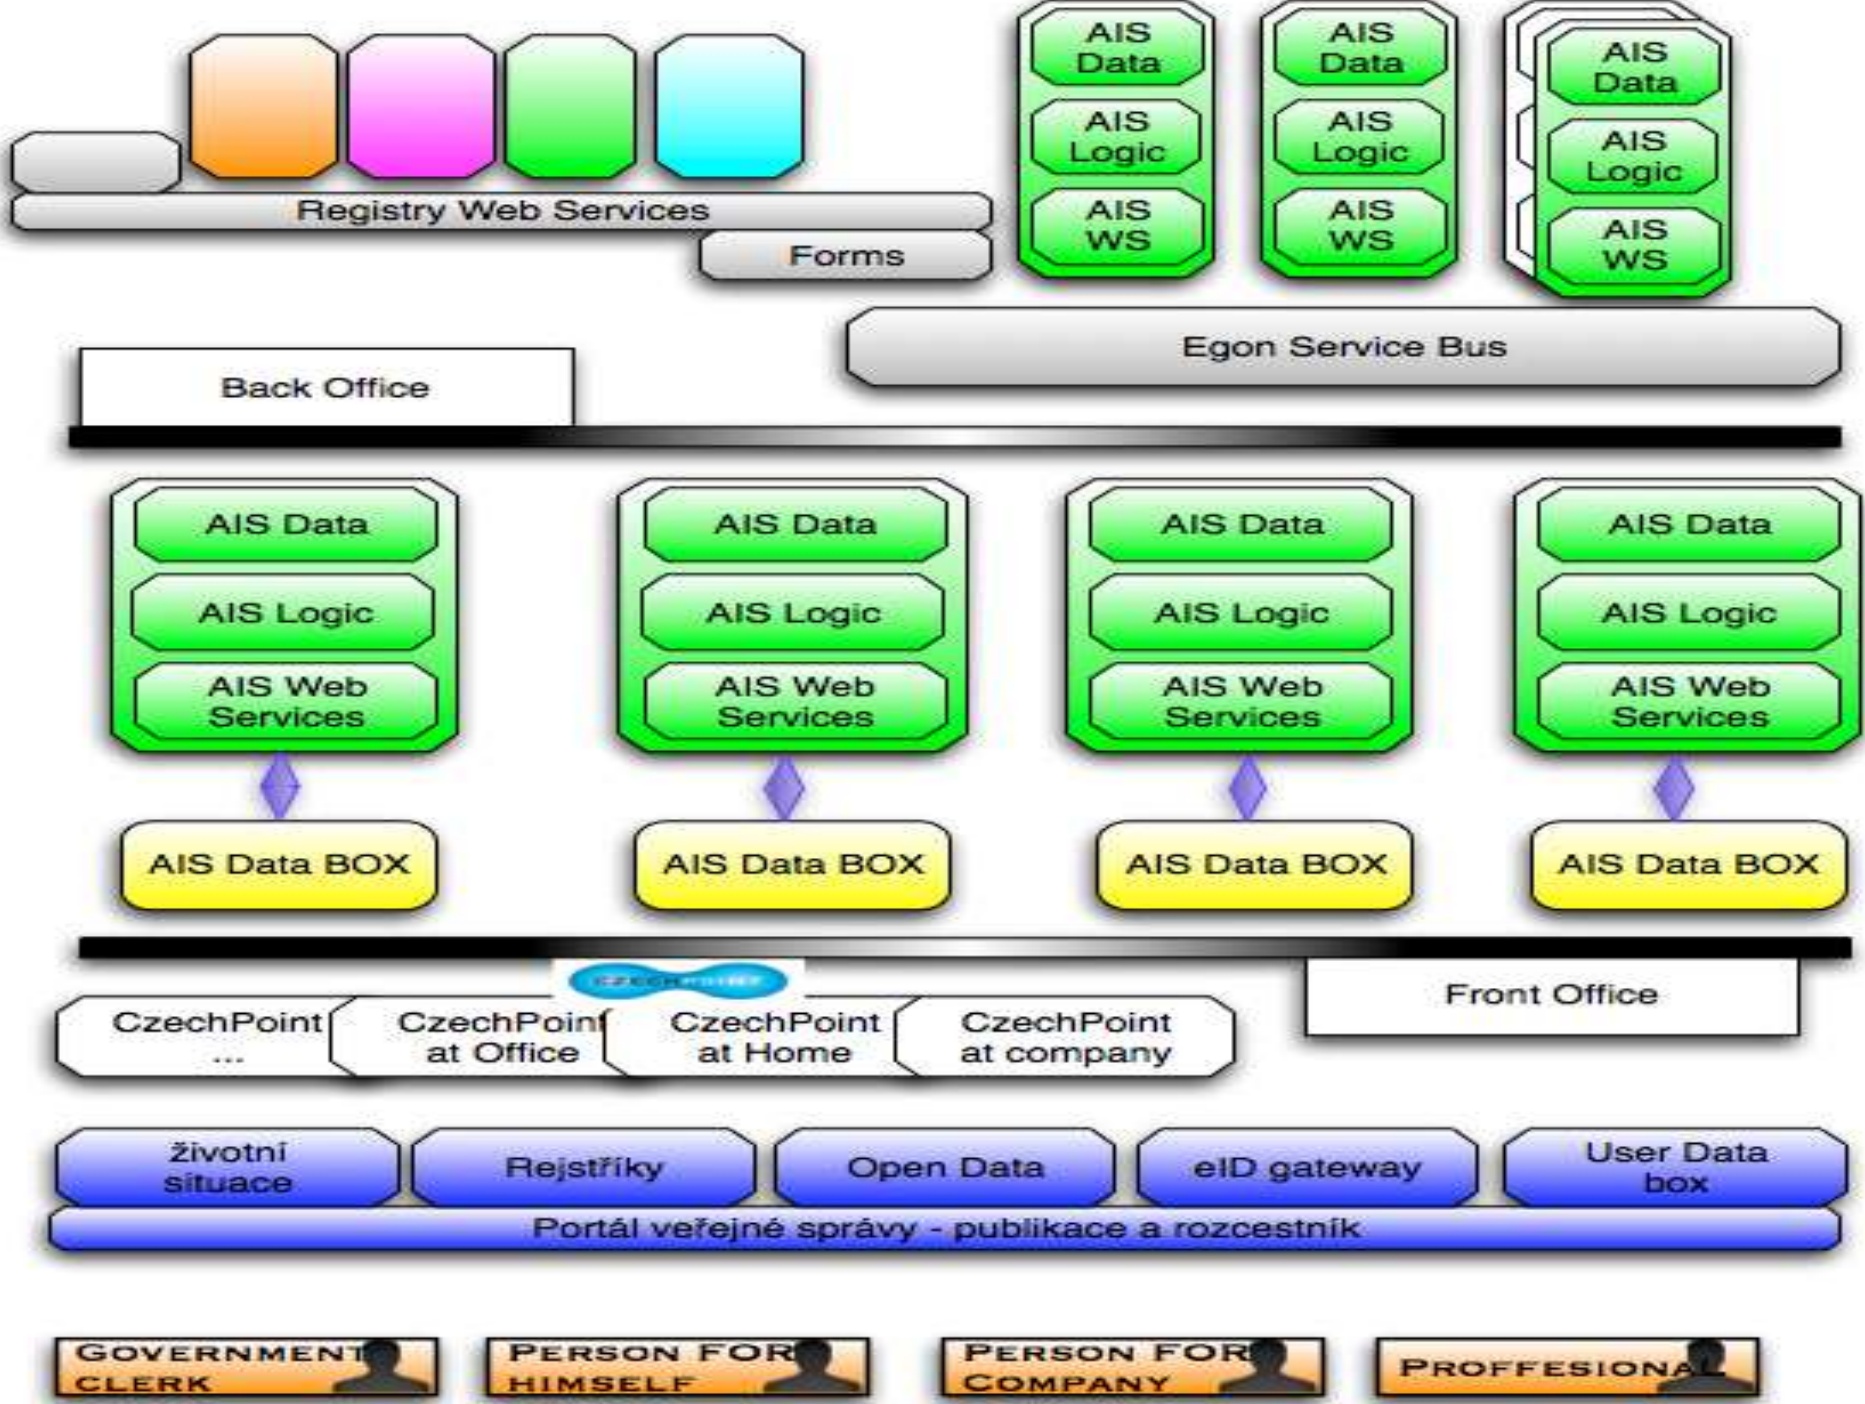 AIS
Data
AIS
Logic
AIS
WS
AIS
Data
AIS
Logic
AIS
WS
AIS
Data
AIS
Logic
AIS
WS
Registry Web Services
Forms
Egon Service Bus
Back Office
AIS Data
AIS Logic
AIS Web
Services
AIS Data
AIS Logic
AIS Web
Services
AIS Data
AIS Logic
AIS Web
Services
AIS Data
AIS Logic
AIS Web
Services
AIS Data BOX
AIS Data BOX
AIS Data BOX
AIS Data BOX
CZECHPOINT
Front Office
CzechPoint
...
CzechPoint
at Office
CzechPoint
at Home
CzechPoint
at company
životní
situace
Rejstříky
Open Data
eID gateway
User Data
box
Portál veřejné správy - publikace a rozcestník
GOVERNMENT
CLERK
PERSON FOR
HIMSELF
PERSON FOR
COMPANY
PROFFESIONAL